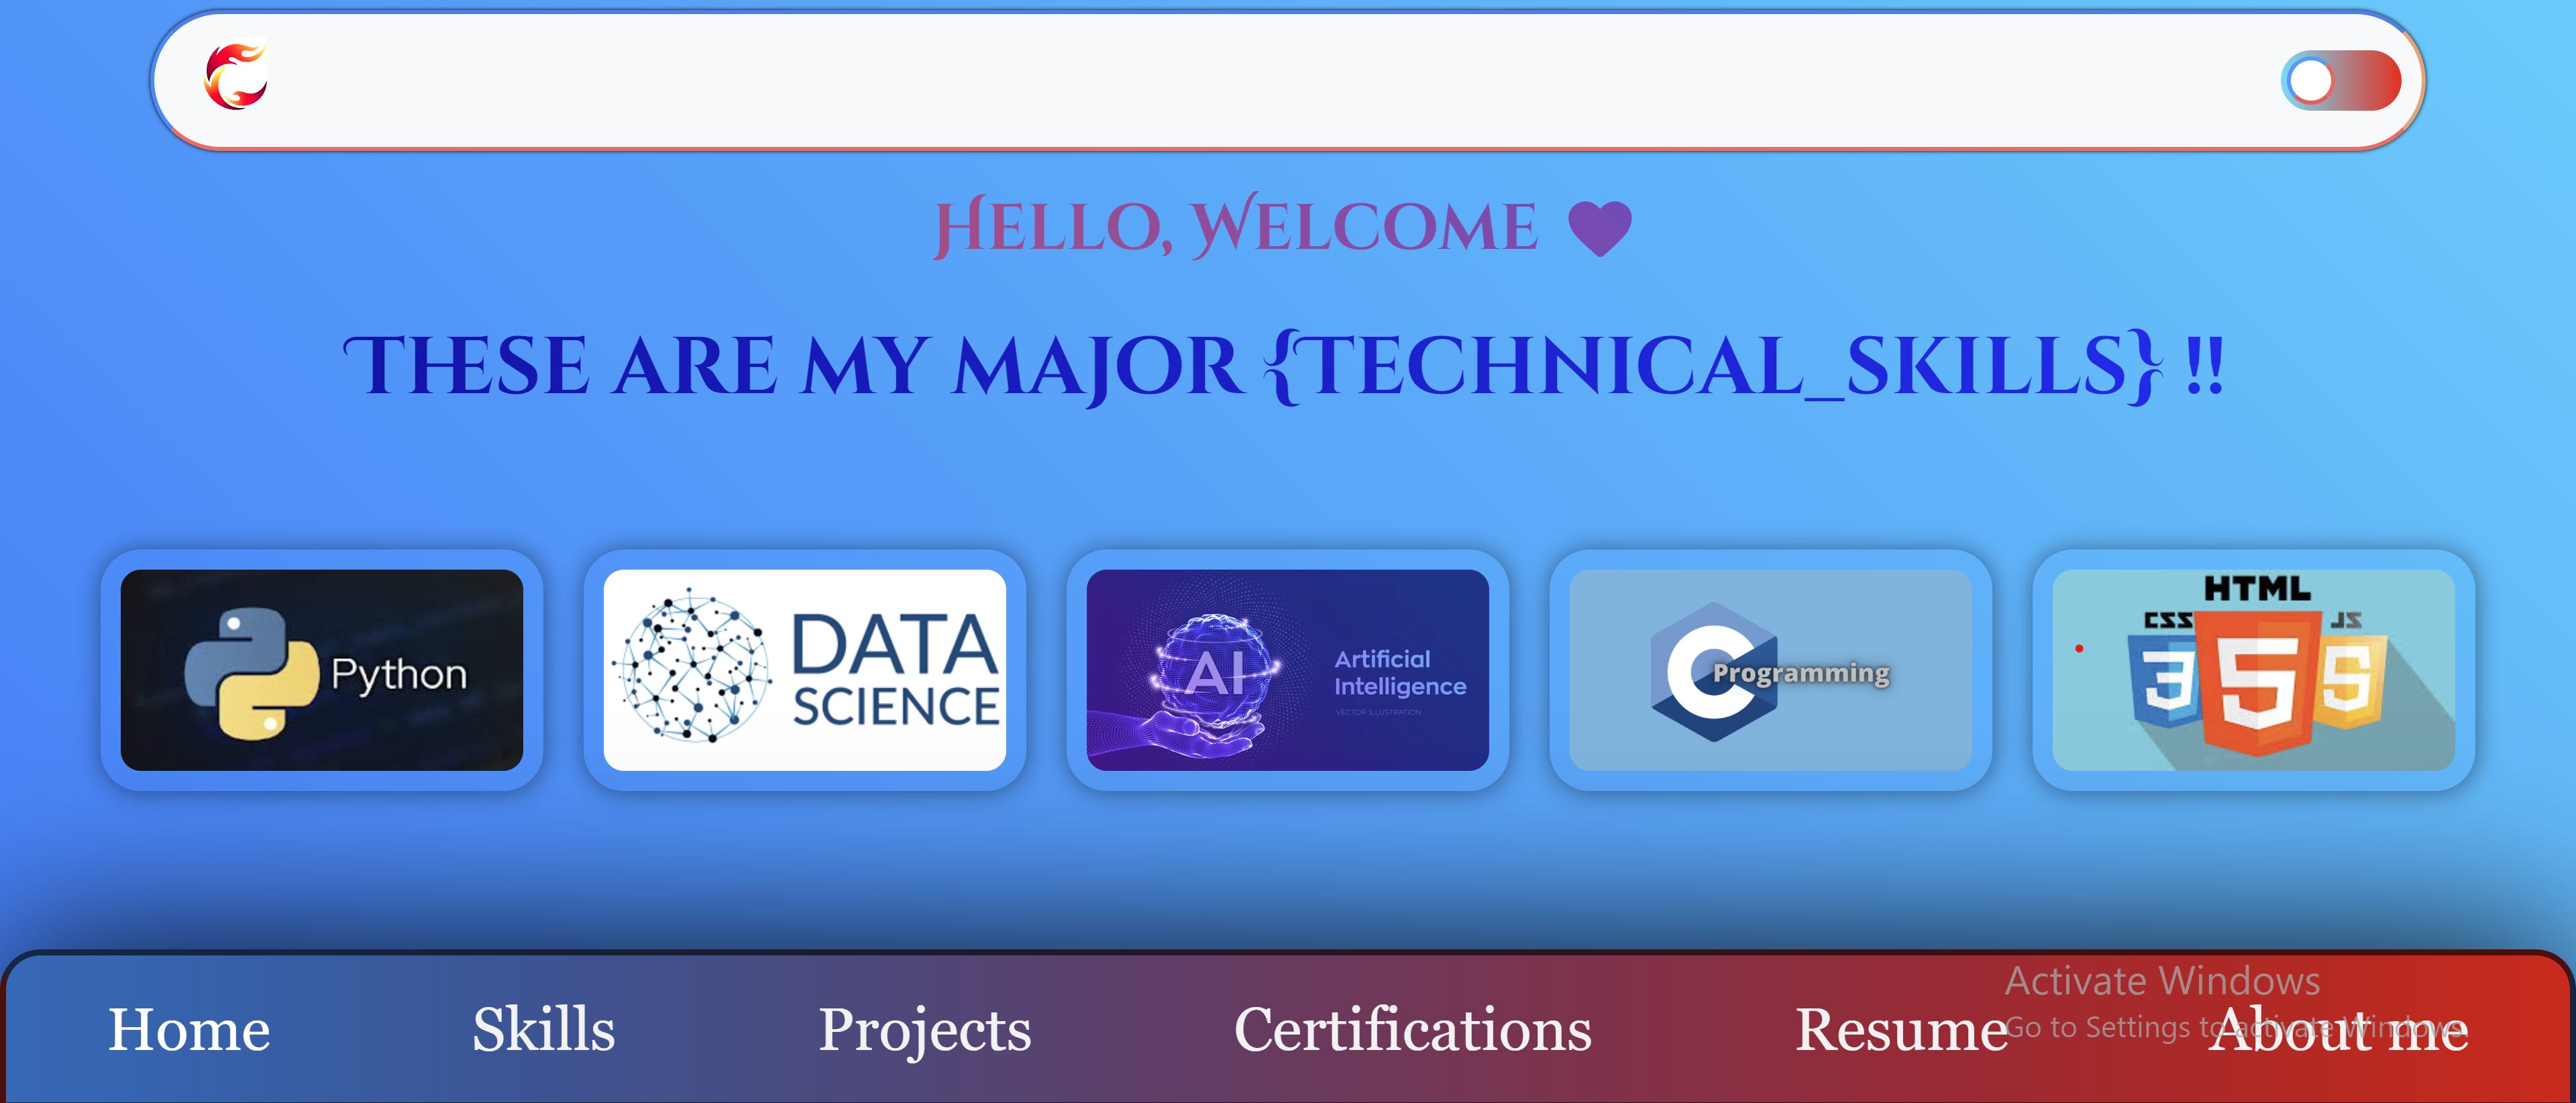 Hello, Welcome
These are my major {Technical_skills} !!
Python
DATA
SCIENCE
AI
Artificial
Intelligence
VECTOR ILLUSTRATION
C
Programming
HTML
CSS
JS
3
5
5
Activate Windows
Go to Settings to activate Windows.
Home
Skills
Projects
Certifications
Resume
About me